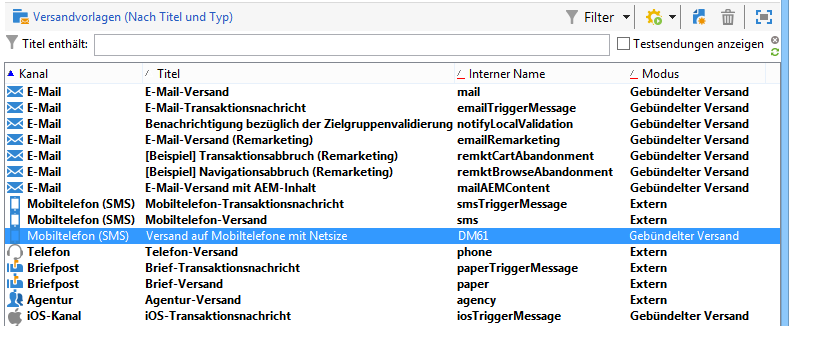 Versandvorlagen (Nach Titel und Typ) Filter
Titel enthält: Testsendungen anzeigen
Kanal Titel Interner Name Modus
E-Mail E-Mail-Versand mail Gebündelter Versand
E-Mail E-Mail-Transaktionsnachricht emailTriggerMessage Gebündelter Versand
E-Mail Benachrichtigung bezüglich der Zielgruppenvalidierung notifyLocalValidation Gebündelter Versand
E-Mail E-Mail-Versand (Remarketing) emailRemarketing Gebündelter Versand
E-Mail [Beispiel] Transaktionsabbruch (Remarketing) remktCartAbandonment Gebündelter Versand
E-Mail [Beispiel] Navigationsabbruch (Remarketing) remktBrowseAbandonment Gebündelter Versand
E-Mail E-Mail-Versand mit AEM-Inhalt mailAEMContent Gebündelter Versand
Mobiltelefon (SMS) Mobiltelefon-Transaktionsnachricht smsTriggerMessage Extern
Mobiltelefon (SMS) Mobiltelefon-Versand sms Extern
Mobiltelefon (SMS) Versand auf Mobiltelefone mit Netsize DM61 Gebündelter Versand
Telefon Telefon-Versand phone Extern
Briefpost Brief-Transaktionsnachricht paperTriggerMessage Extern
Briefpost Brief-Versand paper Extern
Agentur Agentur-Versand agency Extern
iOS-Kanal iOS-Transaktionsnachricht iosTriggerMessage Gebündelter Versand